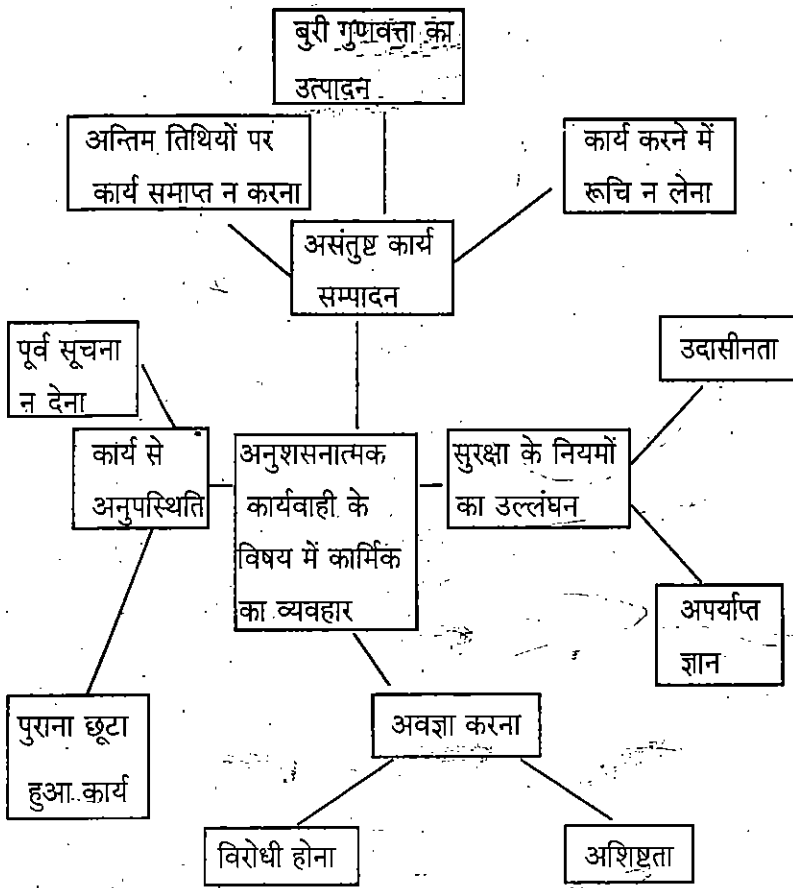 बुरी गुणवत्ता का
उत्पादन
अन्तिम तिथियों पर
कार्य समाप्त न करना
कार्य करने में
रूचि न लेना
असंतुष्ट कार्य
सम्पादन
पूर्व सूचना
न देना
उदासीनता
कार्य से
अनुपस्थिति
अनुशसनात्मक
कार्यवाही के
विषय में कार्मिक
का व्यवहार
सुरक्षा के नियमों
का उल्लंघन
अपर्याप्त
ज्ञान
पुराना छूटा
हुआ कार्य
अवज्ञा करना
विरोधी होना
अशिष्टता